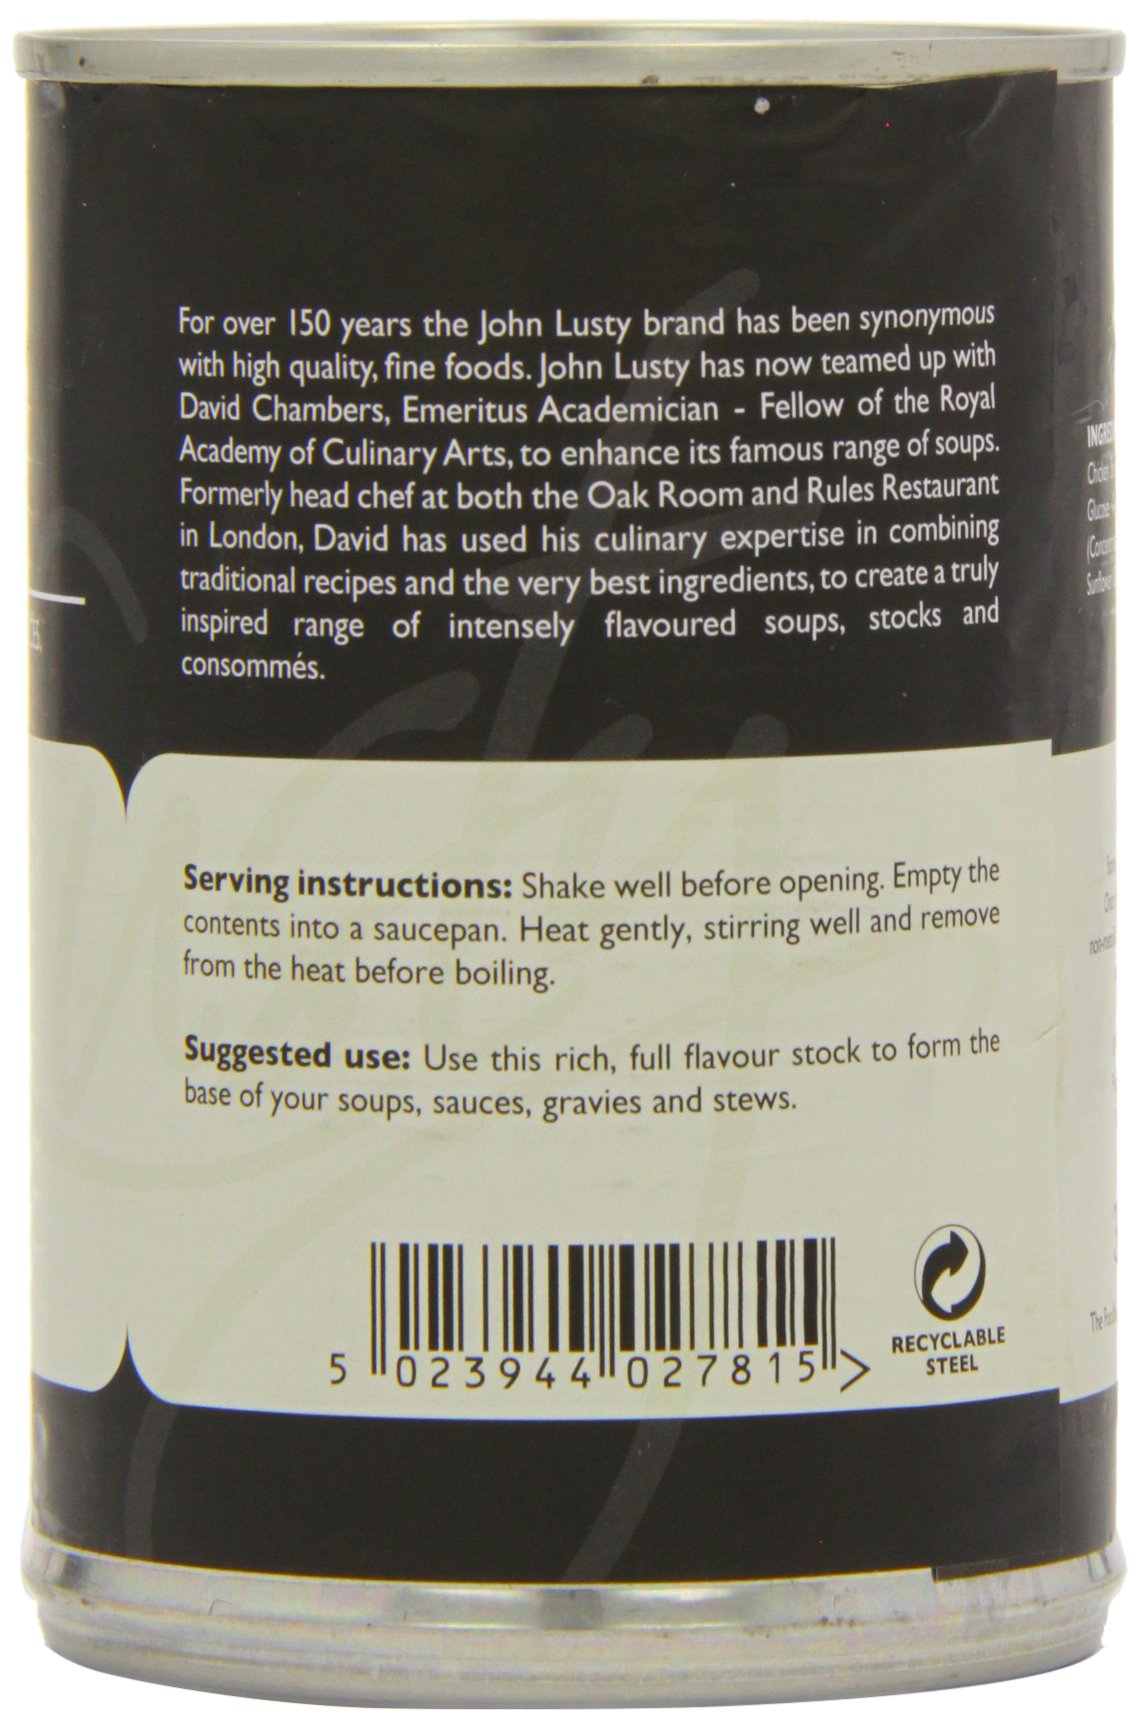 For over 150 years the John Lusty brand has been synonymous
with high quality, fine foods. John Lusty has now teamed up with
David Chambers, Emeritus Academician - Fellow of the Royal
Academy of Culinary Arts, to enhance its famous range of soups.
Formerly head chef at both the Oak Room and Rules Restaurant
in London, David has used his culinary expertise in combining
traditional recipes and the very best ingredients, to create a truly
inspired range of intensely flavoured soups, stocks and
consommés.
Serving instructions: Shake well before opening. Empty the
contents into a saucepan. Heat gently, stirring well and remove
from the heat before boiling.
Suggested use: Use this rich, full flavour stock to form the
base of your soups, sauces, gravies and stews.
5 023944 027815 >
RECYCLABLE
STEEL